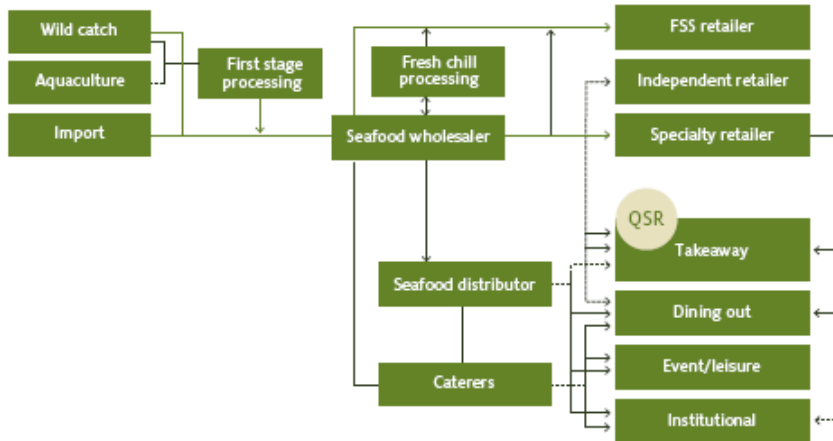 Wild catch
Aquaculture
Import
First stage
processing
Fresh chill
processing
Seafood wholesaler
Seafood distributor
Caterers
FSS retailer
Independent retailer
Specialty retailer
QSR
Takeaway
Dining out
Event/leisure
Institutional